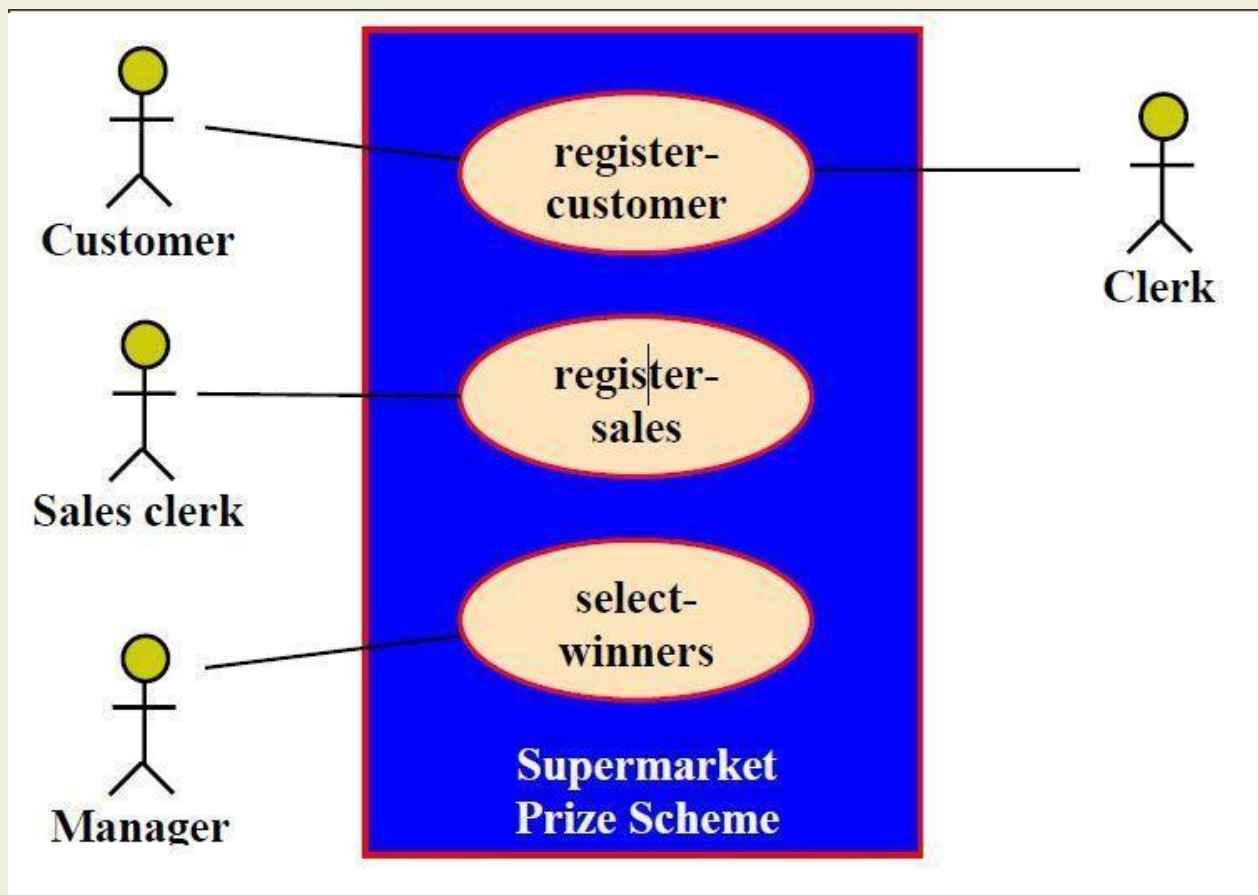 Customer
register-
customer
Clerk
Sales clerk
register-
sales
Manager
select-
winners
Supermarket
Prize Scheme